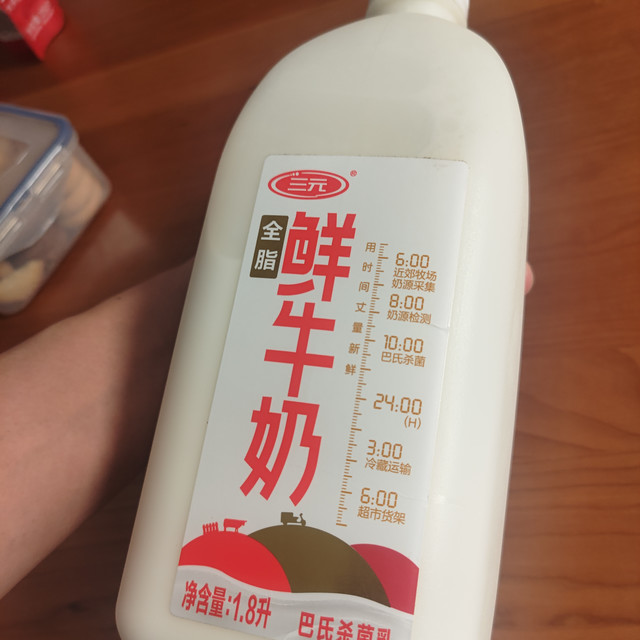 三元®
全脂
鲜牛奶
用时间丈量新鲜
6:00
近郊牧场
奶源采集
8:00
奶源检测
10:00
巴氏杀菌
24:00
(H)
3:00
冷藏运输
6:00
超市货架
净含量:1.8升
巴氏杀菌乳